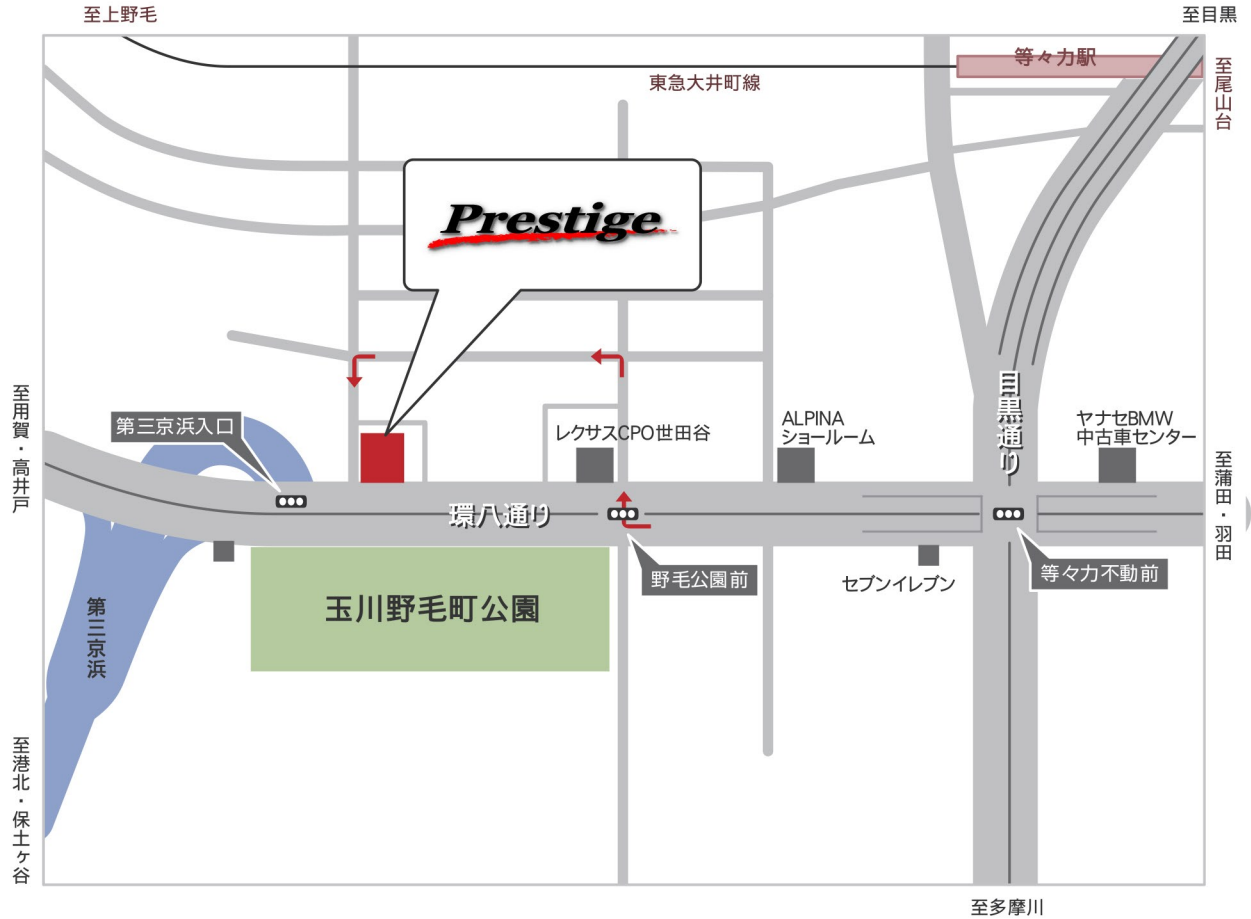 至上野毛
至目黒
等々力駅
東急大井町線
至尾山台
Prestige
至用賀・高井戸
第三京浜入口
レクサスCPO世田谷
ALPINA
ショールーム
目黒通り
ヤナセBMW
中古車センター
至蒲田・羽田
環八通り
野毛公園前
セブンイレブン
等々力不動前
玉川野毛町公園
第三京浜
至港北・保土ヶ谷
至多摩川